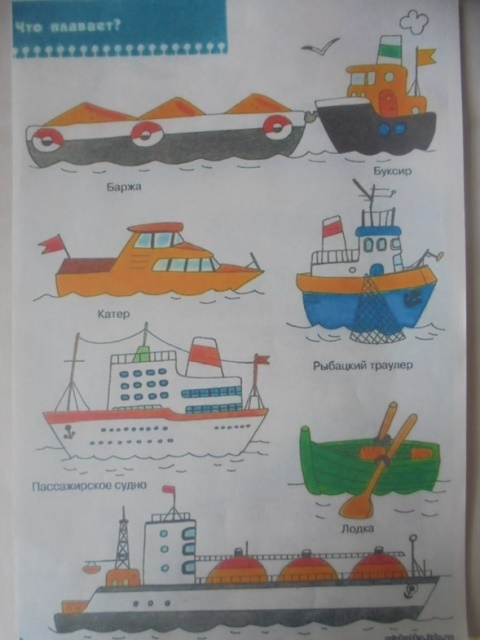 Что плавает?
Буксир
Баржа
Катер
Рыбацкий траулер
Пассажирское судно
Лодка